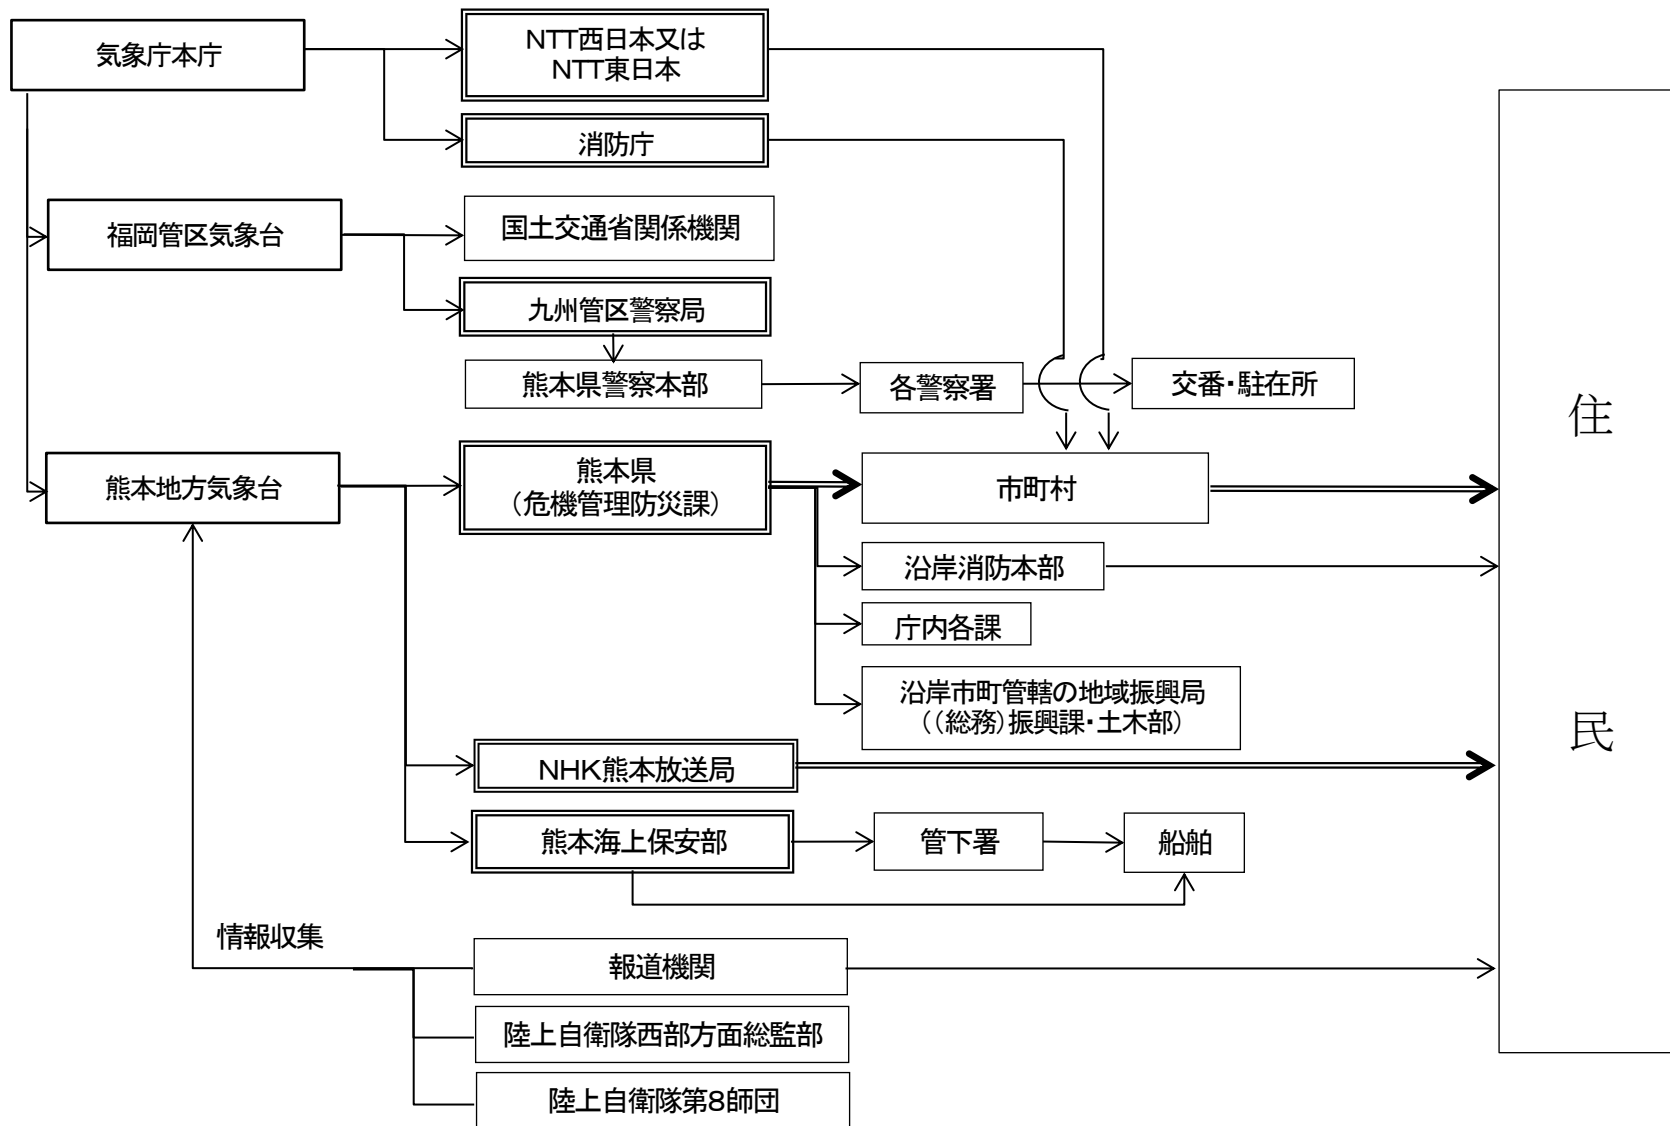 気象庁本庁
NTT西日本又は
NTT東日本
消防庁
福岡管区気象台
国土交通省関係機関
九州管区警察局
熊本県警察本部
各警察署
交番・駐在所
熊本地方気象台
熊本県
（危機管理防災課）
市町村
沿岸消防本部
庁内各課
沿岸市町管轄の地域振興局
（（総務）振興課・土木部）
NHK熊本放送局
熊本海上保安部
管下署
船舶
情報収集
報道機関
陸上自衛隊西部方面総監部
陸上自衛隊第8師団
住
民